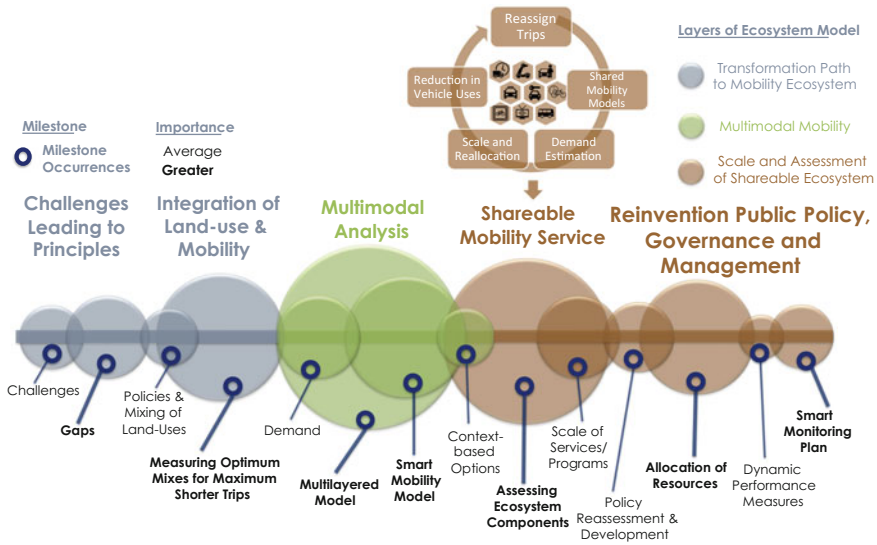 Reassign
Trips
Reduction in
Vehicle Uses
Shared
Mobility
Models
Scale and
Reallocation
Demand
Estimation
Layers of Ecosystem Model
Transformation Path
to Mobility Ecosystem
Multimodal Mobility
Scale and Assessment
of Shareable Ecosystem
Milestone
Milestone
Occurrences
Importance
Average
Greater
Challenges
Leading to
Principles
Integration of
Land-use &
Mobility
Multimodal
Analysis
Shareable
Mobility Service
Reinvention Public Policy,
Governance and
Management
Challenges
Gaps
Policies &
Mixing of
Land-Uses
Measuring Optimum
Mixes for Maximum
Shorter Trips
Demand
Multilayered
Model
Smart
Mobility
Model
Context-
based
Options
Assessing
Ecosystem
Components
Scale of
Services/
Programs
Policy
Reassessment &
Development
Allocation of
Resources
Dynamic
Performance
Measures
Smart
Monitoring
Plan